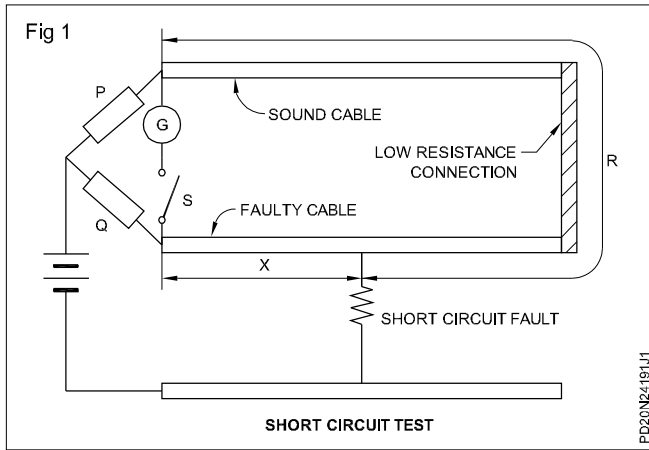 Fig 1
P
G
SOUND CABLE
LOW RESISTANCE
CONNECTION
R
S
Q
FAULTY CABLE
X
SHORT CIRCUIT FAULT
SHORT CIRCUIT TEST
PD20N24191J1